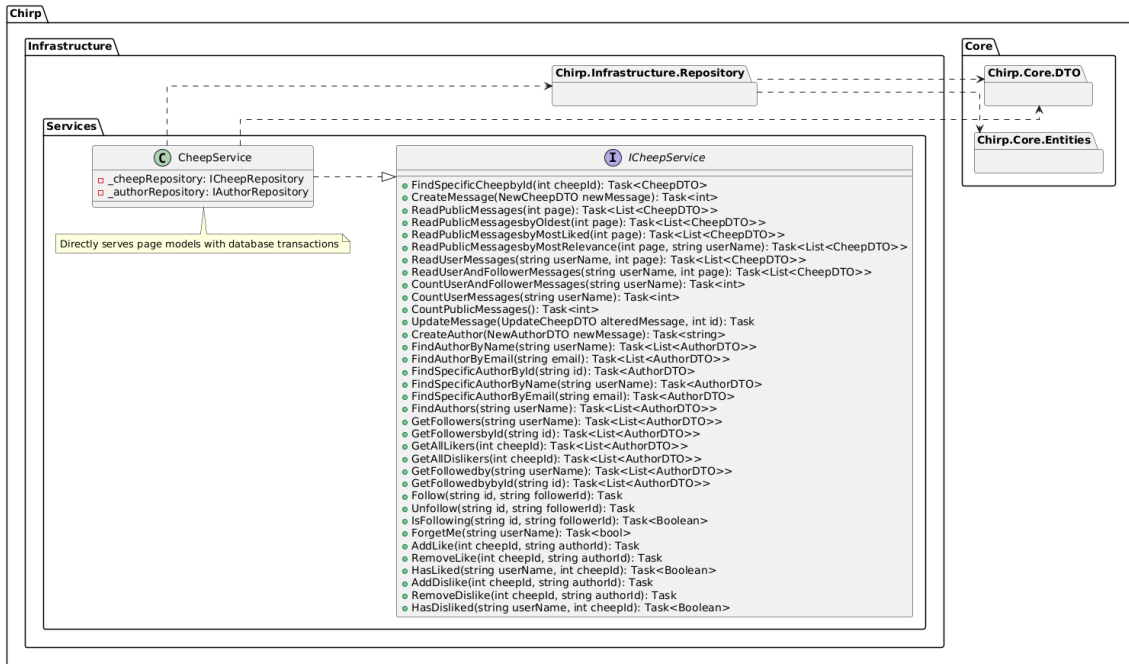 Chirp
Infrastructure
Core
Chirp.Infrastructure.Repository
Chirp.Core.DTO
Services
Chirp.Core.Entities
C CheepService
_cheepRepository: ICheepRepository
_authorRepository: IAuthorRepository
Directly serves page models with database transactions
I ICheepService
FindSpecificCheepbyId(int cheepId): Task<CheepDTO>
CreateMessage(NewCheepDTO newMessage): Task<int>
ReadPublicMessages(int page): Task<List<CheepDTO>>
ReadPublicMessagesbyOldest(int page): Task<List<CheepDTO>>
ReadPublicMessagesbyMostLiked(int page): Task<List<CheepDTO>>
ReadPublicMessagesbyMostRelevance(int page, string userName): Task<List<CheepDTO>>
ReadUserMessages(string userName, int page): Task<List<CheepDTO>>
ReadUserAndFollowerMessages(string userName, int page): Task<List<CheepDTO>>
CountUserAndFollowerMessages(string userName): Task<int>
CountUserMessages(string userName): Task<int>
CountPublicMessages(): Task<int>
UpdateMessage(UpdateCheepDTO alteredMessage, int id): Task
CreateAuthor(NewAuthorDTO newMessage): Task<string>
FindAuthorByName(string userName): Task<List<AuthorDTO>>
FindAuthorByEmail(string email): Task<List<AuthorDTO>>
FindSpecificAuthorById(string id): Task<AuthorDTO>
FindSpecificAuthorByName(string userName): Task<AuthorDTO>
FindSpecificAuthorByEmail(string email): Task<AuthorDTO>
FindAuthors(string userName): Task<List<AuthorDTO>>
GetFollowers(string userName): Task<List<AuthorDTO>>
GetFollowersbyId(string id): Task<List<AuthorDTO>>
GetAllLikers(int cheepId): Task<List<AuthorDTO>>
GetAllDislikers(int cheepId): Task<List<AuthorDTO>>
GetFollowedby(string userName): Task<List<AuthorDTO>>
GetFollowedbybyId(string id): Task<List<AuthorDTO>>
Follow(string id, string followerId): Task
Unfollow(string id, string followerId): Task
IsFollowing(string id, string followerId): Task<Boolean>
ForgetMe(string userName): Task<bool>
AddLike(int cheepId, string authorId): Task
RemoveLike(int cheepId, string authorId): Task
HasLiked(string userName, int cheepId): Task<Boolean>
AddDislike(int cheepId, string authorId): Task
RemoveDislike(int cheepId, string authorId): Task
HasDisliked(string userName, int cheepId): Task<Boolean>